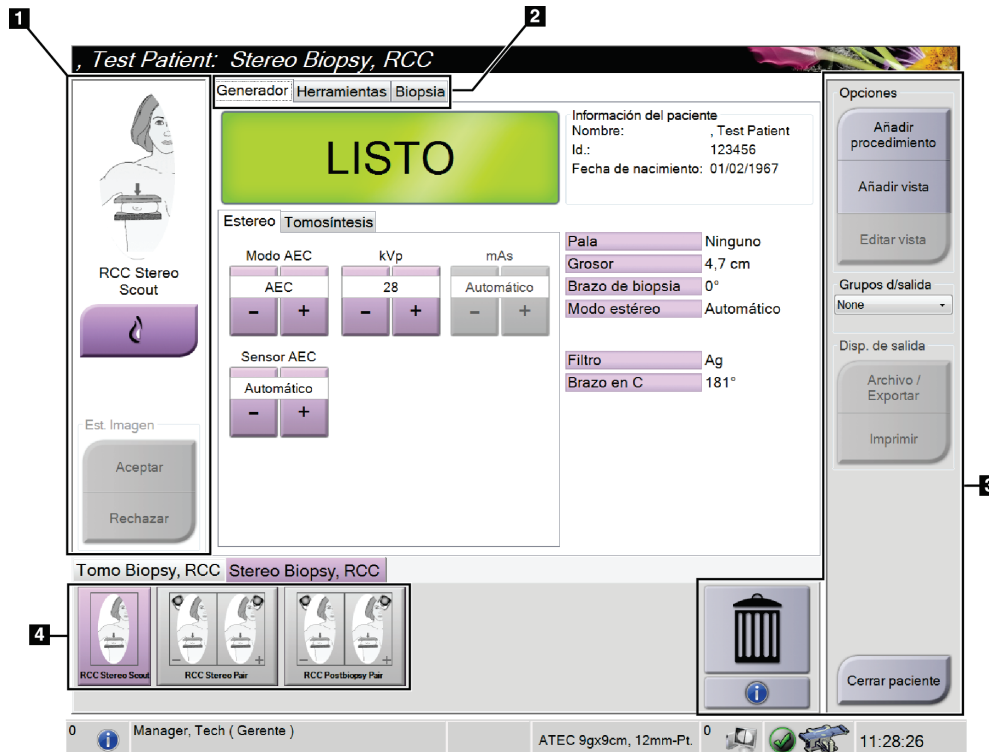 1
2
, Test Patient: Stereo Biopsy, RCC
Generador Herramientas Biopsia
LISTO
Información del paciente
Nombre: , Test Patient
Id.: 123456
Fecha de nacimiento: 01/02/1967
Opciones
Añadir
procedimiento
Añadir vista
Editar vista
Grupos d/salida
None
Disp. de salida
Archivo /
Exportar
Imprimir
3
Cerrar paciente
RCC Stereo
Scout
Est. Imagen
Aceptar
Rechazar
Estereo Tomosíntesis
Modo AEC kVp mAs
AEC 28 Automático
- + - + - +
Sensor AEC
Automático
- +
Pala Ninguno
Grosor 4,7 cm
Brazo de biopsia 0°
Modo estéreo Automático
Filtro Ag
Brazo en C 181°
Tomo Biopsy, RCC Stereo Biopsy, RCC
4
- + - +
RCC Stereo Scout RCC Stereo Pair RCC Postbiopsy Pair
0 Manager, Tech ( Gerente ) ATEC 9gx9cm, 12mm-Pt. 0 11:28:26